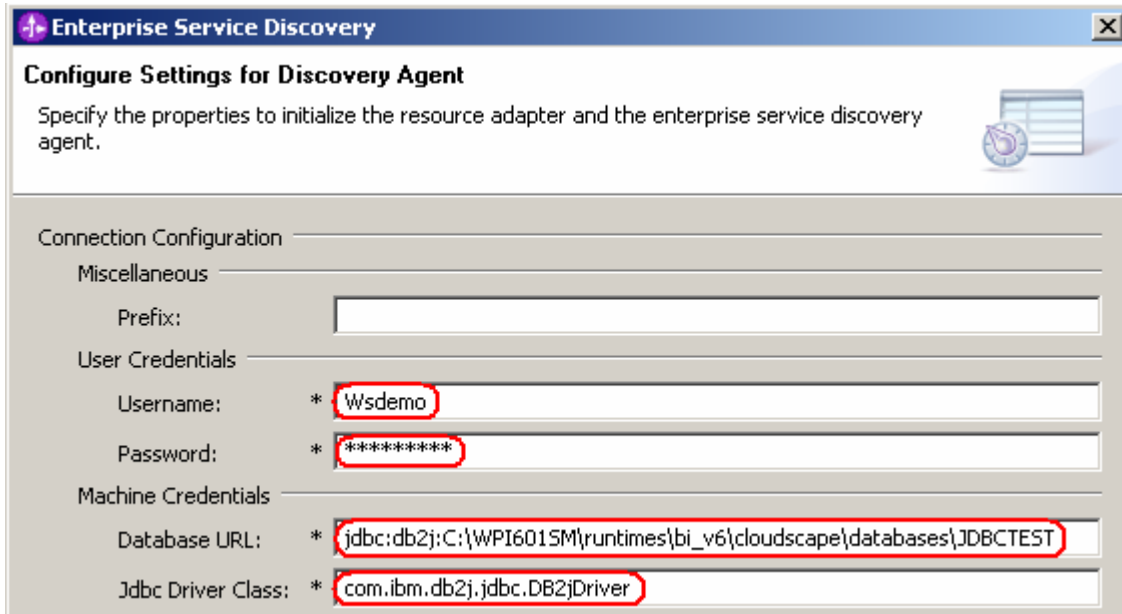 Enterprise Service Discovery
Configure Settings for Discovery Agent
Specify the properties to initialize the resource adapter and the enterprise service discovery
agent.
Connection Configuration
Miscellaneous
Prefix:
User Credentials
Username: * Wsdemo
Password: * *********
Machine Credentials
Database URL: * jdbc:db2j:C:\WPI601SM\runtimes\bi_v6\cloudscape\databases\JDBCTEST
Jdbc Driver Class: * com.ibm.db2j.jdbc.DB2jDriver